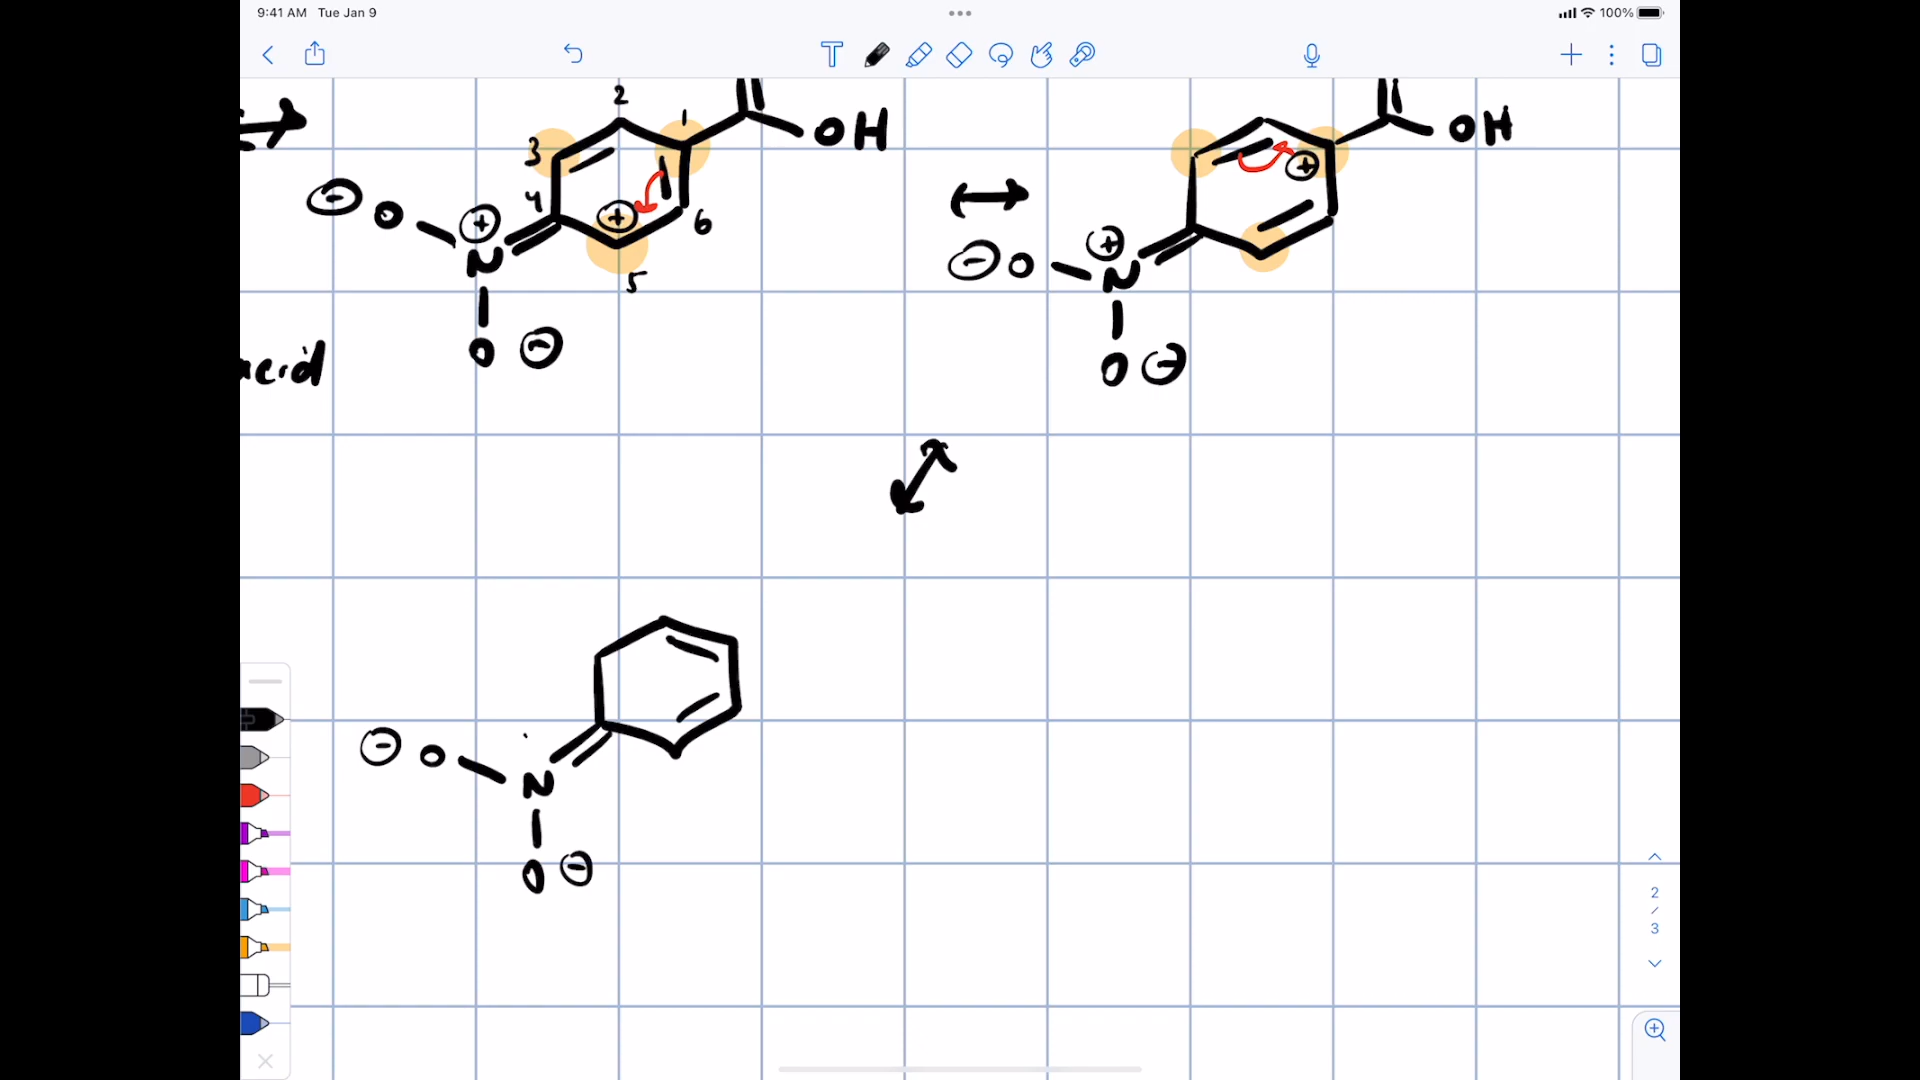 9:41 AM Tue Jan 9
100%
T
2
1
OH
OH
3
⊖ O
4
⊕
⊕
6
⊕
⊕
⊖ O
N
N
5
O ⊖
O ⊖
acid
2
/
3
⊖ O
N
O ⊖